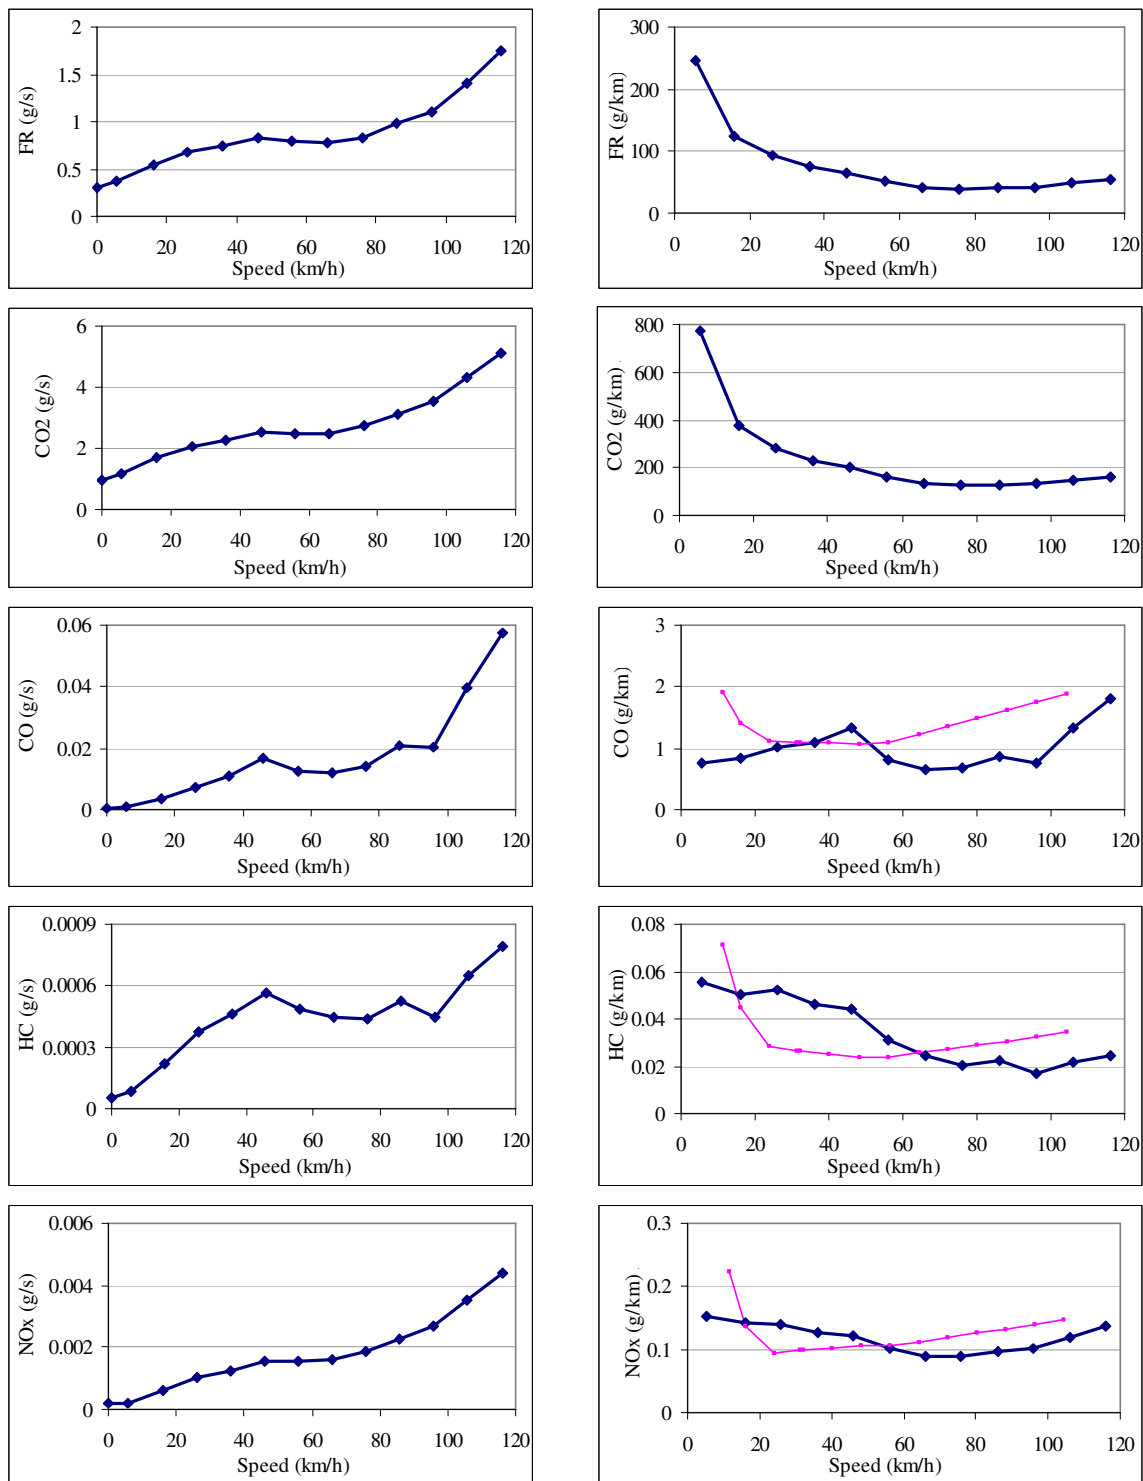 2
1.5
1
0.5
0
FR (g/s)
0 20 40 60 80 100 120
Speed (km/h)
300
200
100
0
FR (g/km)
0 20 40 60 80 100 120
Speed (km/h)
6
4
2
0
CO2 (g/s)
0 20 40 60 80 100 120
Speed (km/h)
800
600
400
200
0
CO2 (g/km) .
0 20 40 60 80 100 120
Speed (km/h)
0.06
0.04
0.02
0
CO (g/s)
0 20 40 60 80 100 120
Speed (km/h)
3
2
1
0
CO (g/km)
0 20 40 60 80 100 120
Speed (km/h)
0.0009
0.0006
0.0003
0
HC (g/s)
0 20 40 60 80 100 120
Speed (km/h)
0.08
0.06
0.04
0.02
0
HC (g/km)
0 20 40 60 80 100 120
Speed (km/h)
0.006
0.004
0.002
0
NOx (g/s)
0 20 40 60 80 100 120
Speed (km/h)
0.3
0.2
0.1
0
NOx (g/km) .
0 20 40 60 80 100 120
Speed (km/h)